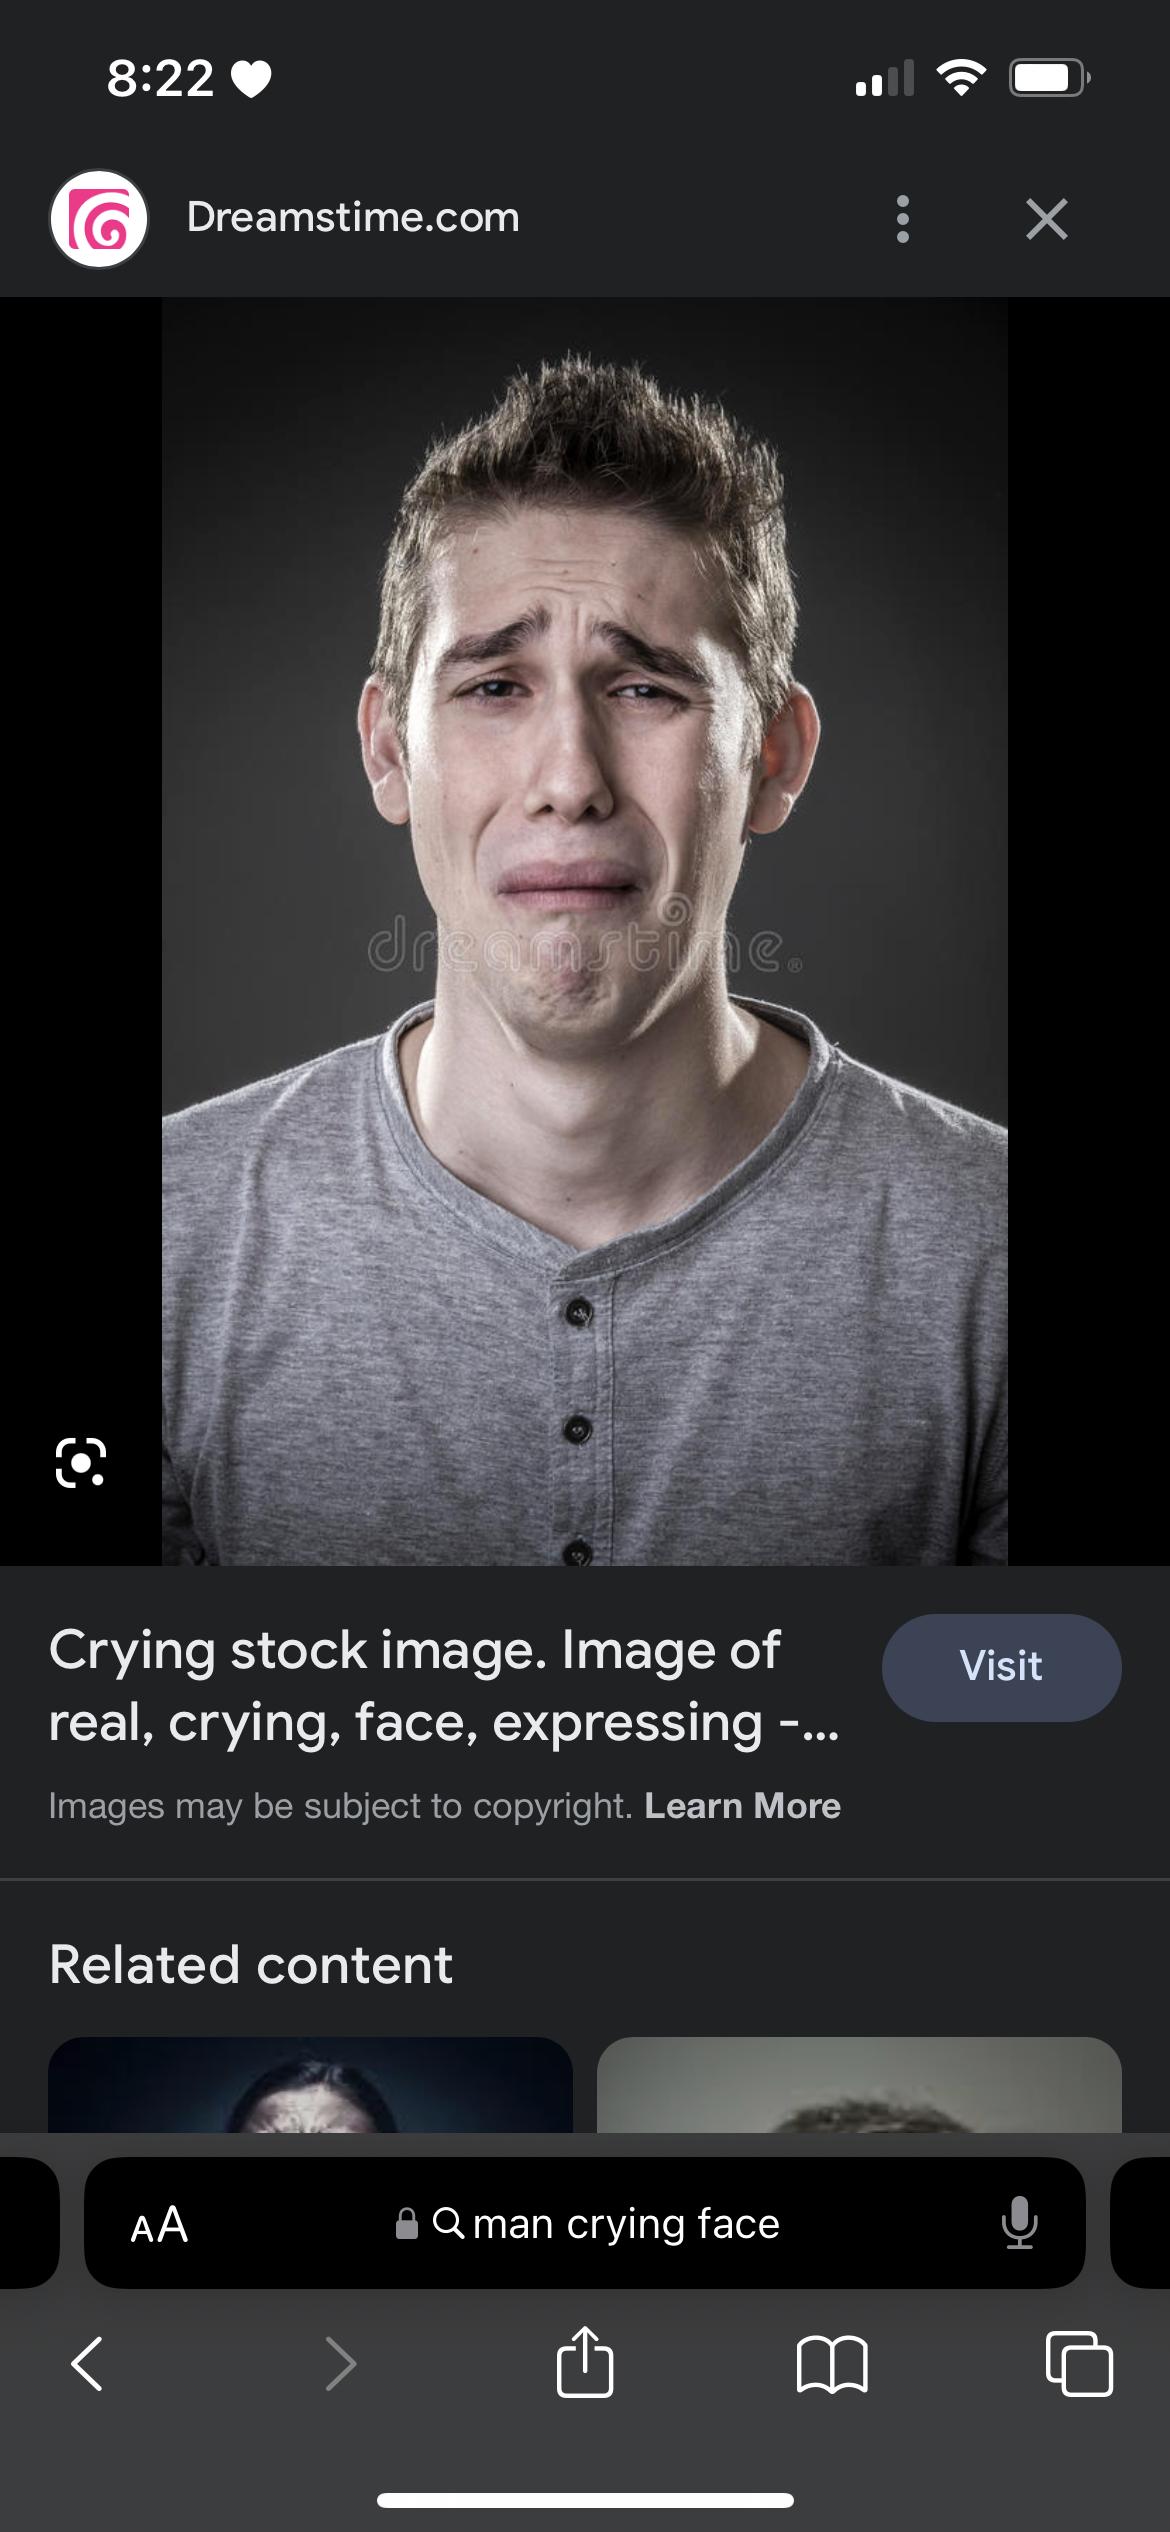 8:22
Dreamstime.com
dreamstime®
Crying stock image. Image of
real, crying, face, expressing -...
Visit
Images may be subject to copyright. Learn More
Related content
AA
man crying face